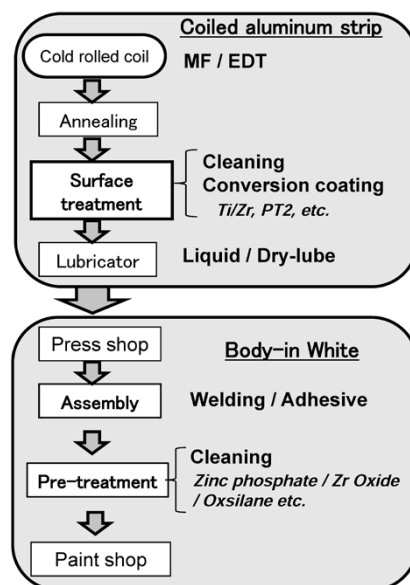 Coiled aluminum strip
Cold rolled coil
MF / EDT
Annealing
Surface
treatment
Cleaning
Conversion coating
Ti/Zr, PT2, etc.
Lubricator
Liquid / Dry-lube
Press shop
Body-in White
Assembly
Welding / Adhesive
Pre-treatment
Cleaning
Zinc phosphate / Zr Oxide
/ Oxsilane etc.
Paint shop